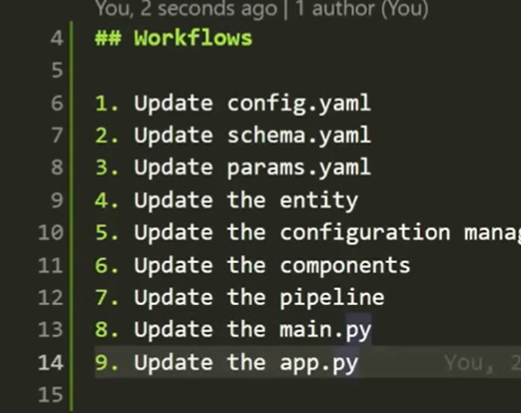 You, 2 seconds ago | 1 author (You)
4 ## Workflows
5
6 1. Update config.yaml
7 2. Update schema.yaml
8 3. Update params.yaml
9 4. Update the entity
10 5. Update the configuration manag
11 6. Update the components
12 7. Update the pipeline
13 8. Update the main.py
14 9. Update the app.py You, 2
15